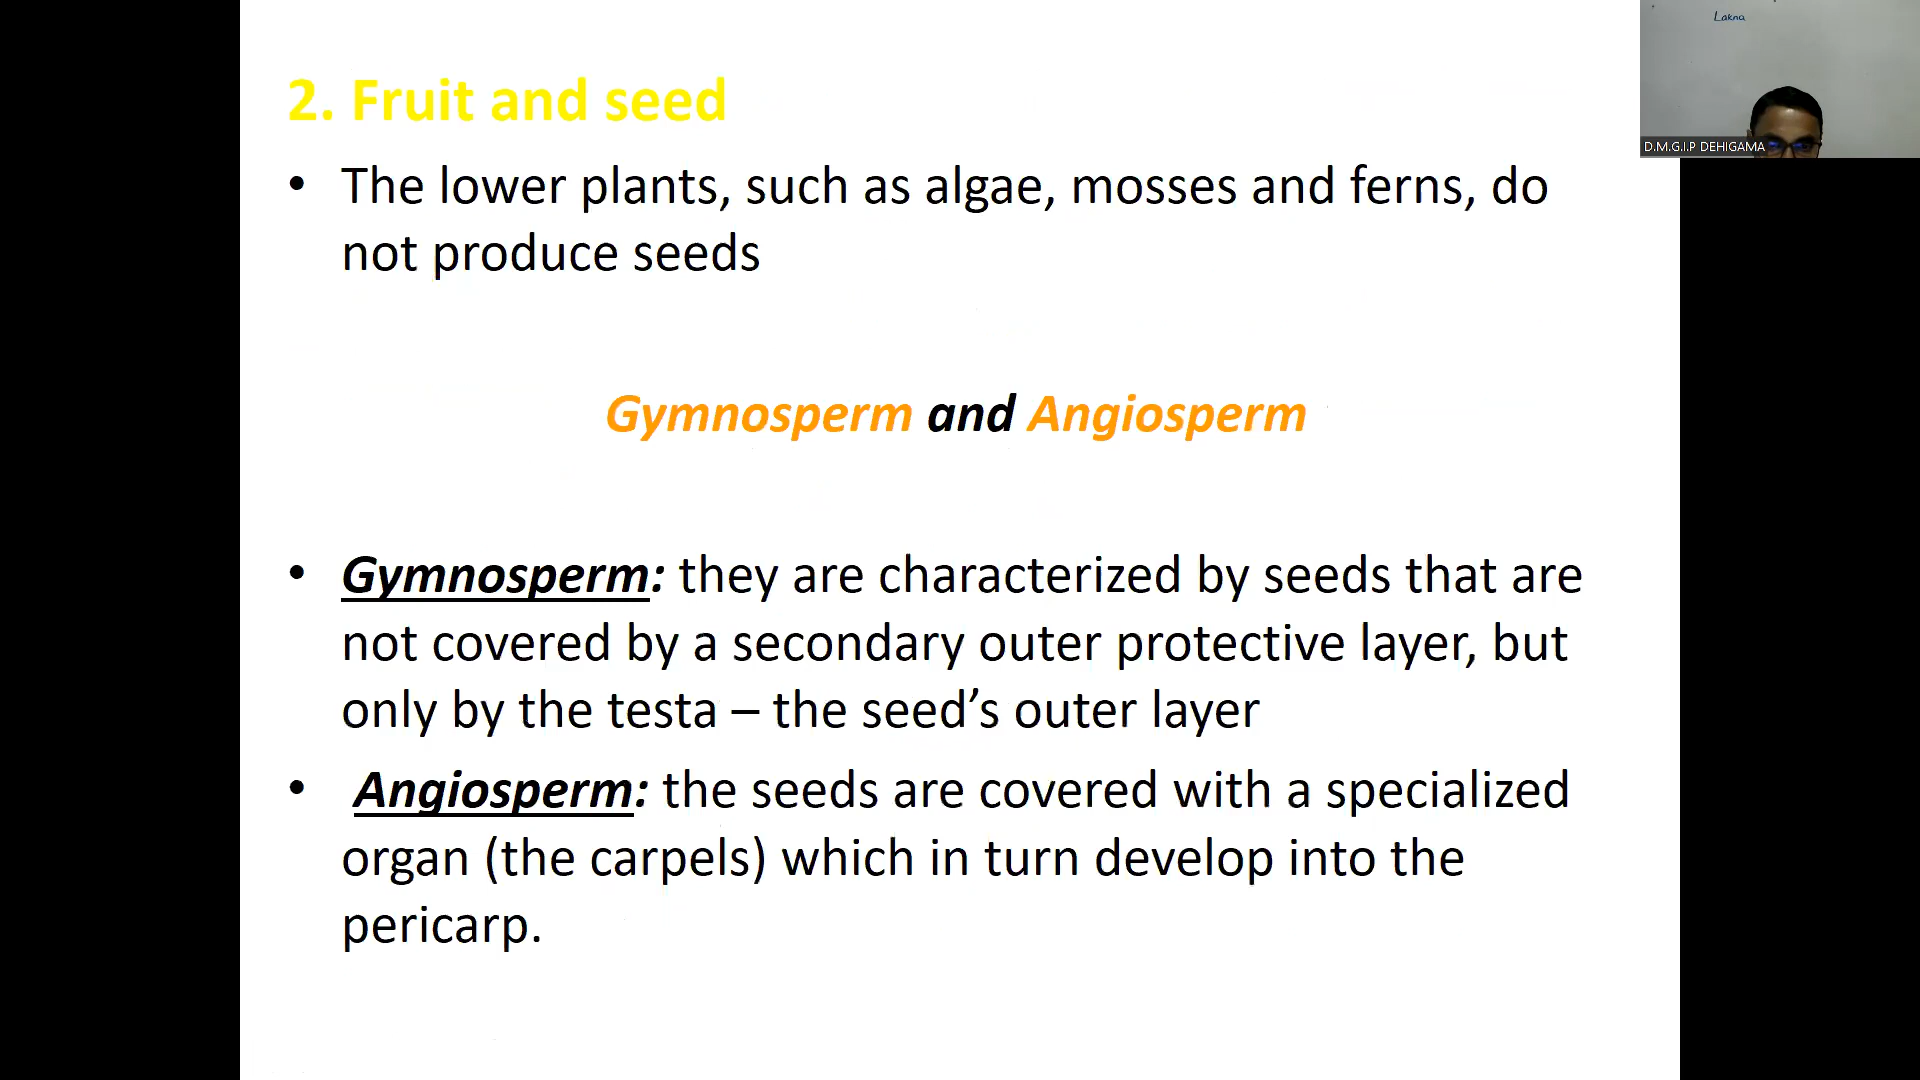 Lakna
D.M.G.I.P DEHIGAMA
2. Fruit and seed
• The lower plants, such as algae, mosses and ferns, do
not produce seeds
Gymnosperm and Angiosperm
• Gymnosperm: they are characterized by seeds that are
not covered by a secondary outer protective layer, but
only by the testa – the seed’s outer layer
• Angiosperm: the seeds are covered with a specialized
organ (the carpels) which in turn develop into the
pericarp.